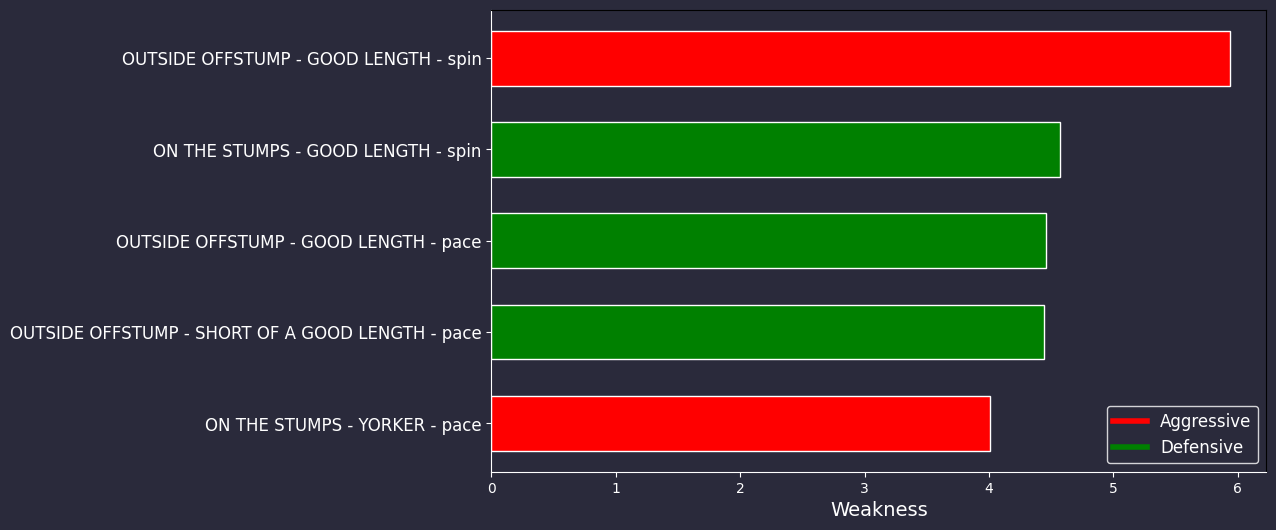 OUTSIDE OFFSTUMP - GOOD LENGTH - spin
ON THE STUMPS - GOOD LENGTH - spin
OUTSIDE OFFSTUMP - GOOD LENGTH - pace
OUTSIDE OFFSTUMP - SHORT OF A GOOD LENGTH - pace
ON THE STUMPS - YORKER - pace
Aggressive
Defensive
0 1 2 3 4 5 6
Weakness